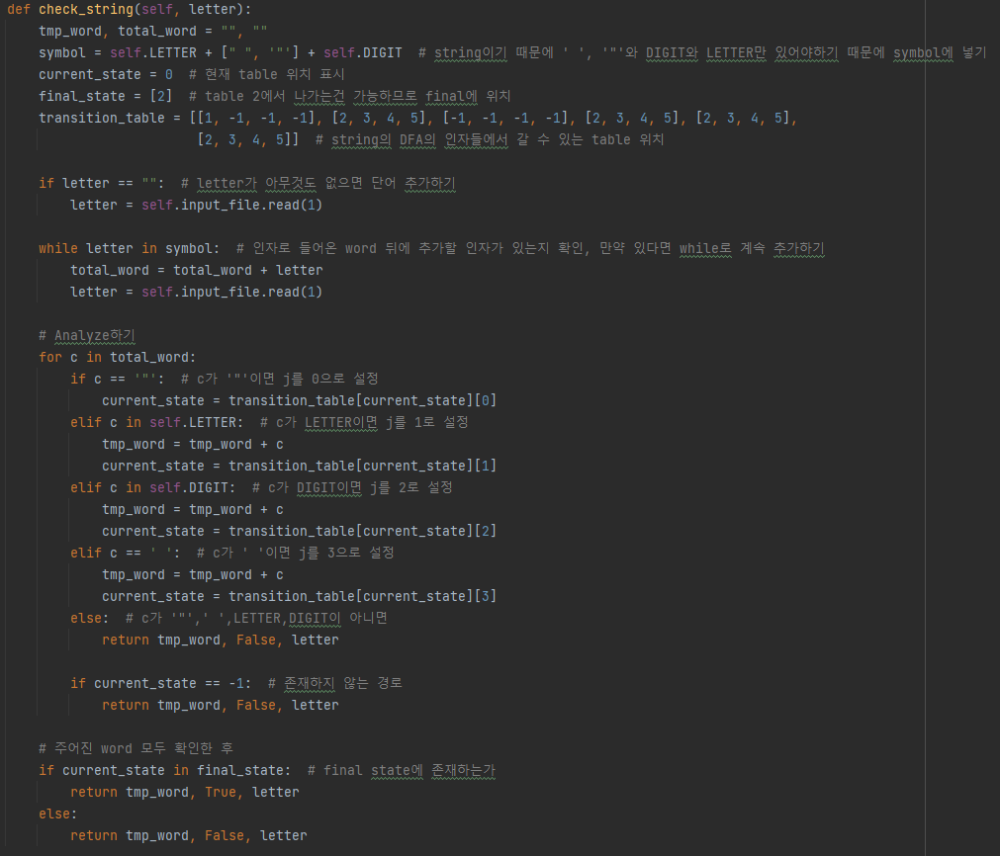 def check_string(self, letter):
    tmp_word, total_word = "", ""
    symbol = self.LETTER + [" ", '"'] + self.DIGIT  # string이기 때문에 ' ', '"'와 DIGIT와 LETTER만 있어야하기 때문에 symbol에 넣기
    current_state = 0  # 현재 table 위치 표시
    final_state = [2]  # table 2에서 나가는건 가능하므로 final에 위치
    transition_table = [[1, -1, -1, -1], [2, 3, 4, 5], [-1, -1, -1, -1], [2, 3, 4, 5], [2, 3, 4, 5],
                        [2, 3, 4, 5]]  # string의 DFA의 인자들에서 갈 수 있는 table 위치
    if letter == "":  # letter가 아무것도 없으면 단어 추가하기
        letter = self.input_file.read(1)
    while letter in symbol:  # 인자로 들어온 word 뒤에 추가할 인자가 있는지 확인, 만약 있다면 while로 계속 추가하기
        total_word = total_word + letter
        letter = self.input_file.read(1)
    # Analyze하기
    for c in total_word:
        if c == '"':  # c가 '"'이면 j를 0으로 설정
            current_state = transition_table[current_state][0]
        elif c in self.LETTER:  # c가 LETTER이면 j를 1로 설정
            tmp_word = tmp_word + c
            current_state = transition_table[current_state][1]
        elif c in self.DIGIT:  # c가 DIGIT이면 j를 2로 설정
            tmp_word = tmp_word + c
            current_state = transition_table[current_state][2]
        elif c == ' ':  # c가 ' '이면 j를 3으로 설정
            tmp_word = tmp_word + c
            current_state = transition_table[current_state][3]
        else:  # c가 '"',' ',LETTER,DIGIT이 아니면
            return tmp_word, False, letter
        if current_state == -1:  # 존재하지 않는 경로
            return tmp_word, False, letter
    # 주어진 word 모두 확인한 후
    if current_state in final_state:  # final state에 존재하는가
        return tmp_word, True, letter
    else:
        return tmp_word, False, letter